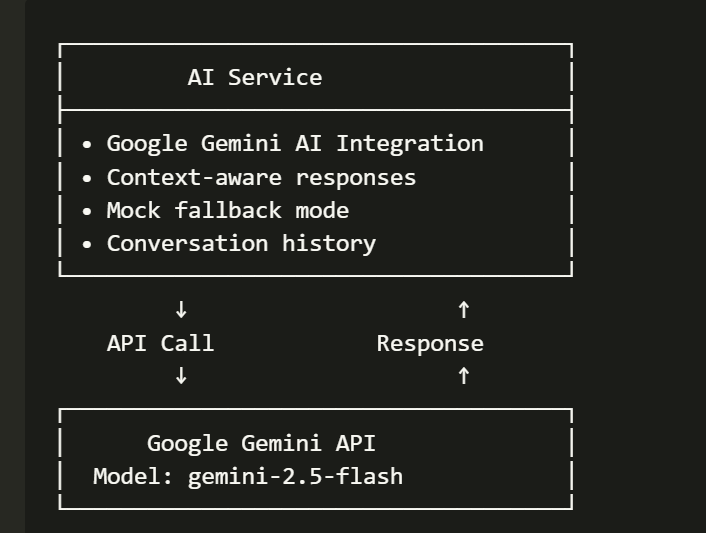 AI Service
• Google Gemini AI Integration
• Context-aware responses
• Mock fallback mode
• Conversation history
↓ ↑
API Call Response
↓ ↑
Google Gemini API
Model: gemini-2.5-flash